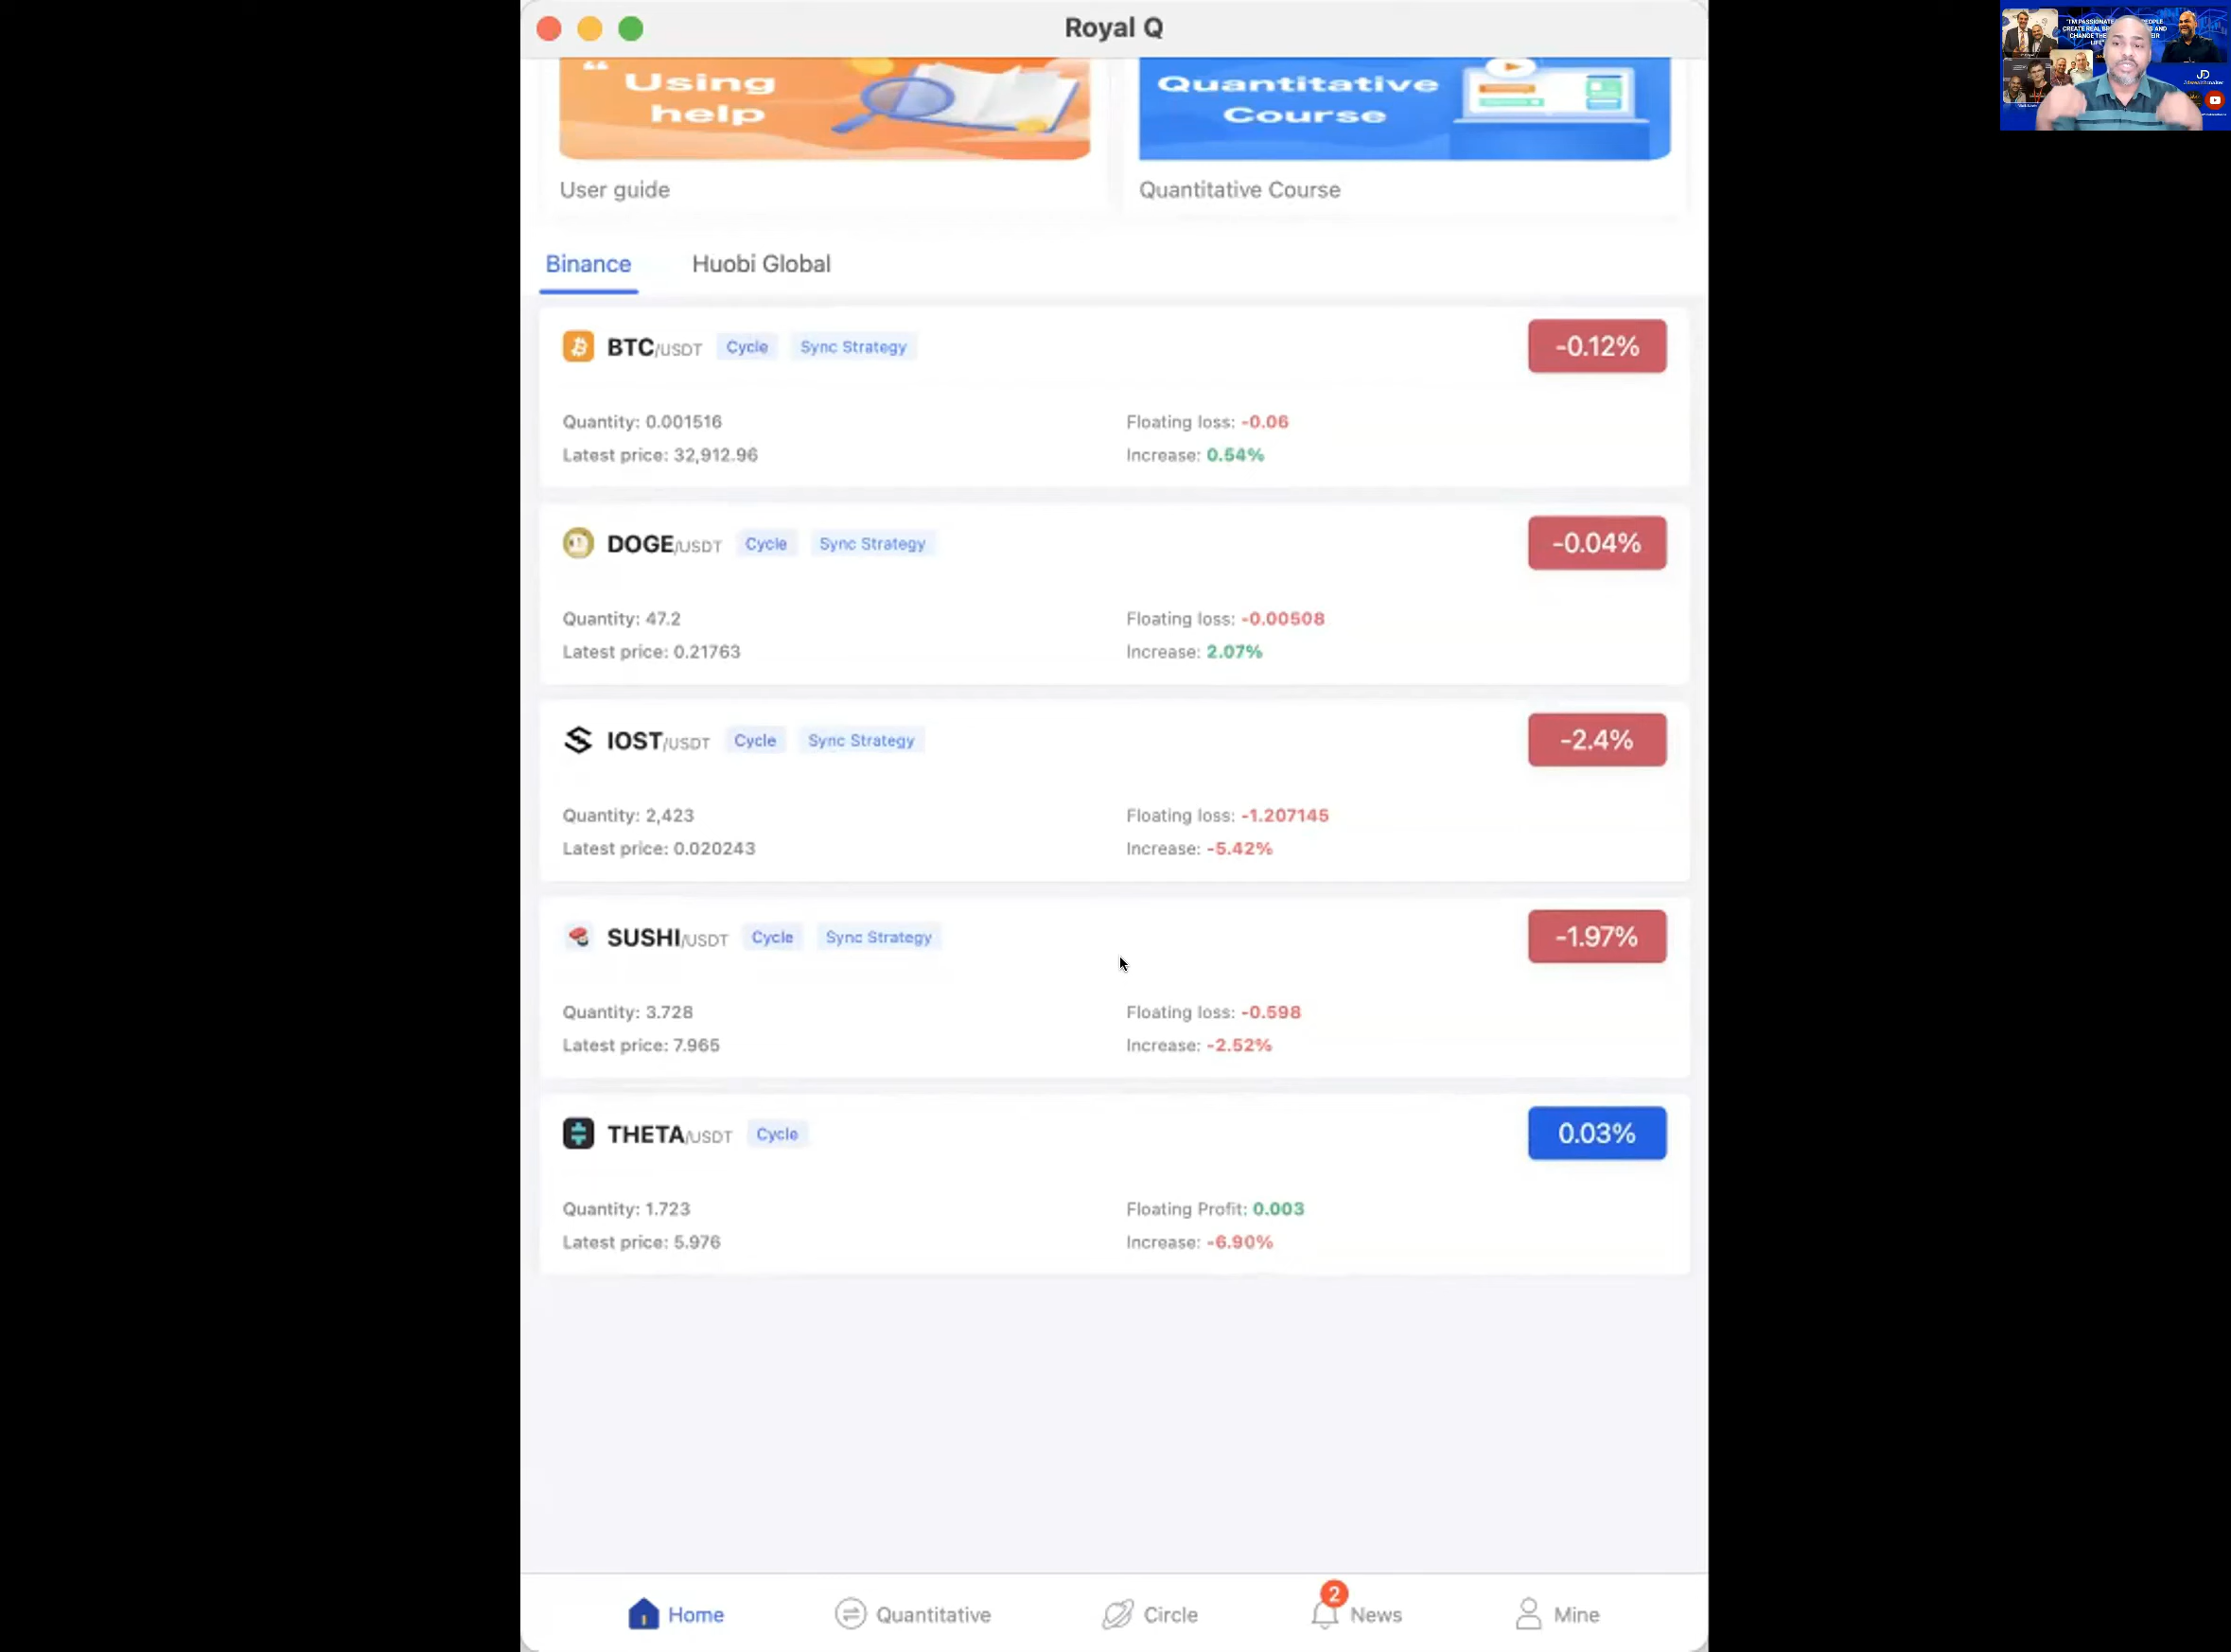 Royal Q
“ Using
help
Quantitative
Course
User guide
Quantitative Course
Binance
Huobi Global
BTC/USDT Cycle Sync Strategy -0.12%
Quantity: 0.001516 Floating loss: -0.06
Latest price: 32,912.96 Increase: 0.54%
DOGE/USDT Cycle Sync Strategy -0.04%
Quantity: 47.2 Floating loss: -0.00508
Latest price: 0.21763 Increase: 2.07%
IOST/USDT Cycle Sync Strategy -2.4%
Quantity: 2,423 Floating loss: -1.207145
Latest price: 0.020243 Increase: -5.42%
SUSHI/USDT Cycle Sync Strategy -1.97%
Quantity: 3.728 Floating loss: -0.598
Latest price: 7.965 Increase: -2.52%
THETA/USDT Cycle 0.03%
Quantity: 1.723 Floating Profit: 0.003
Latest price: 5.976 Increase: -6.90%
Home
Quantitative
Circle
2
News
Mine
"I'M PASSIONATE
CREATE REAL
CHANGE
JD